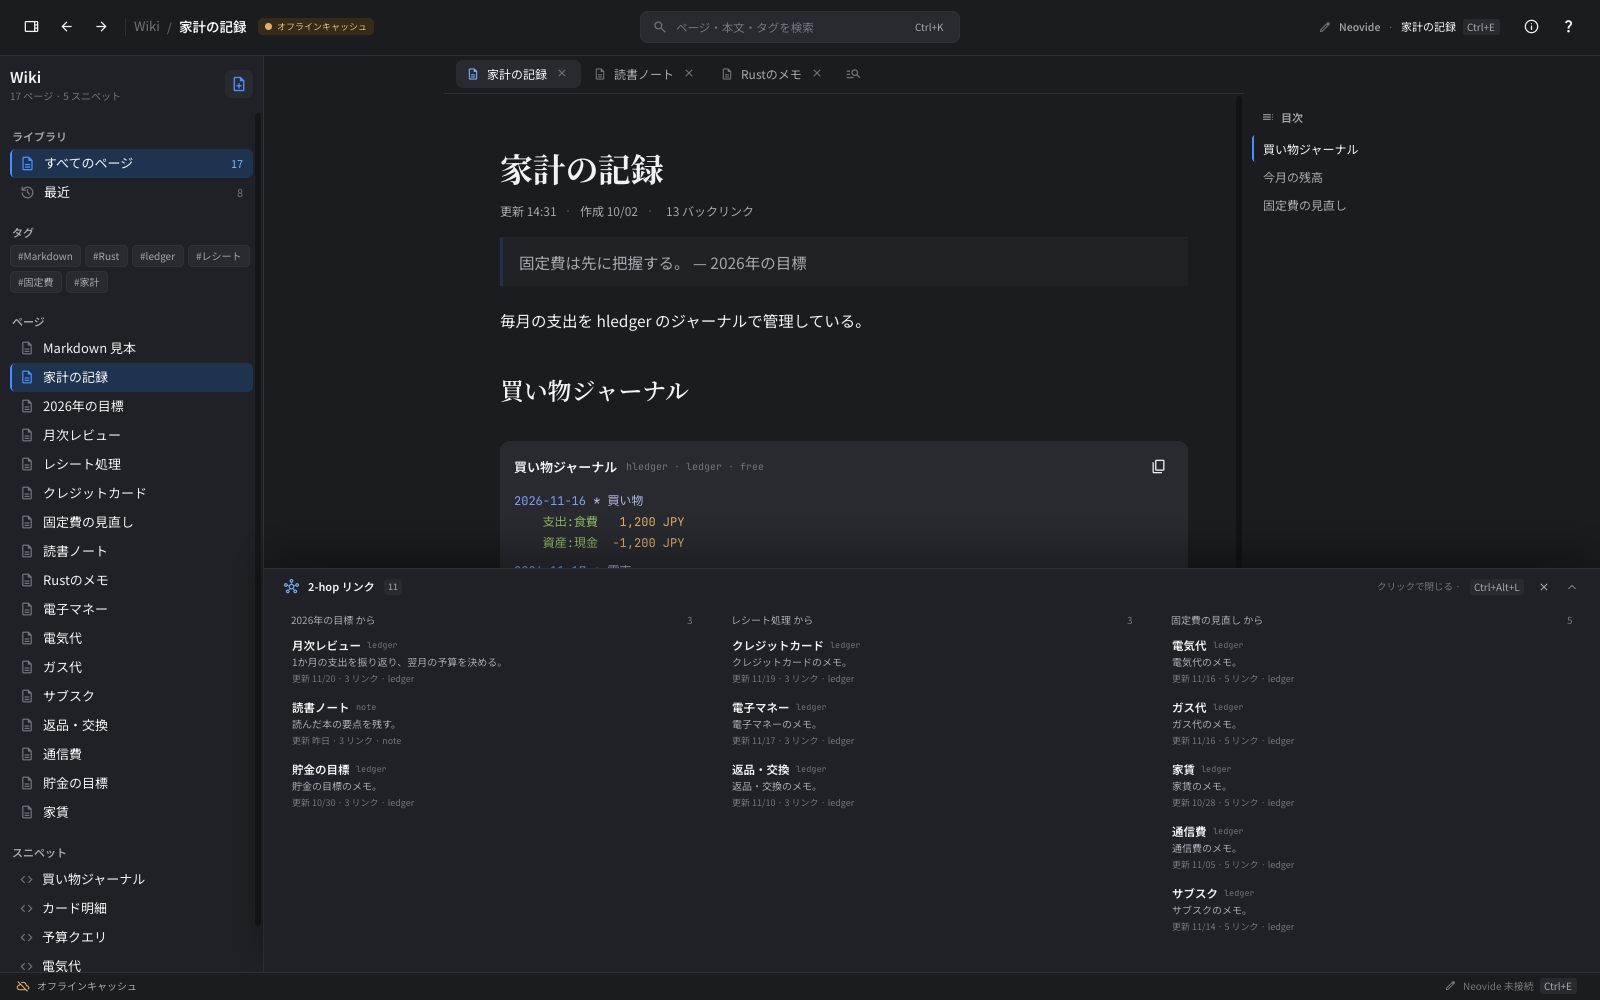 Wiki / 家計の記録 オフラインキャッシュ
ページ・本文・タグを検索 Ctrl+K
Neovide · 家計の記録 Ctrl+E
Wiki
17 ページ · 5 スニペット
ライブラリ
すべてのページ 17
最近 8
タグ
#Markdown #Rust #ledger #レシート
#固定費 #家計
ページ
Markdown 見本
家計の記録
2026年の目標
月次レビュー
レシート処理
クレジットカード
固定費の見直し
読書ノート
Rustのメモ
電子マネー
電気代
ガス代
サブスク
返品・交換
通信費
貯金の目標
家賃
スニペット
買い物ジャーナル
カード明細
予算クエリ
電気代
家計の記録 読書ノート Rustのメモ
家計の記録
更新 14:31 · 作成 10/02 · 13 バックリンク
固定費は先に把握する。 — 2026年の目標
毎月の支出を hledger のジャーナルで管理している。
買い物ジャーナル
買い物ジャーナル hledger · ledger · free
2026-11-16 * 買い物
支出:食費 1,200 JPY
資産:現金 -1,200 JPY
目次
買い物ジャーナル
今月の残高
固定費の見直し
2-hop リンク 11
クリックで閉じる · Ctrl+Alt+L
2026年の目標 から 3
月次レビュー ledger
1か月の支出を振り返り、翌月の予算を決める。
更新 11/20 · 3 リンク · ledger
読書ノート note
読んだ本の要点を残す。
更新 昨日 · 3 リンク · note
貯金の目標 ledger
貯金の目標のメモ。
更新 10/30 · 3 リンク · ledger
レシート処理 から 3
クレジットカード ledger
クレジットカードのメモ。
更新 11/19 · 3 リンク · ledger
電子マネー ledger
電子マネーのメモ。
更新 11/17 · 3 リンク · ledger
返品・交換 ledger
返品・交換のメモ。
更新 11/10 · 3 リンク · ledger
固定費の見直し から 5
電気代 ledger
電気代のメモ。
更新 11/16 · 5 リンク · ledger
ガス代 ledger
ガス代のメモ。
更新 11/16 · 5 リンク · ledger
家賃 ledger
家賃のメモ。
更新 10/28 · 5 リンク · ledger
通信費 ledger
通信費のメモ。
更新 11/05 · 5 リンク · ledger
サブスク ledger
サブスクのメモ。
更新 11/14 · 5 リンク · ledger
オフラインキャッシュ
Neovide 未接続 Ctrl+E